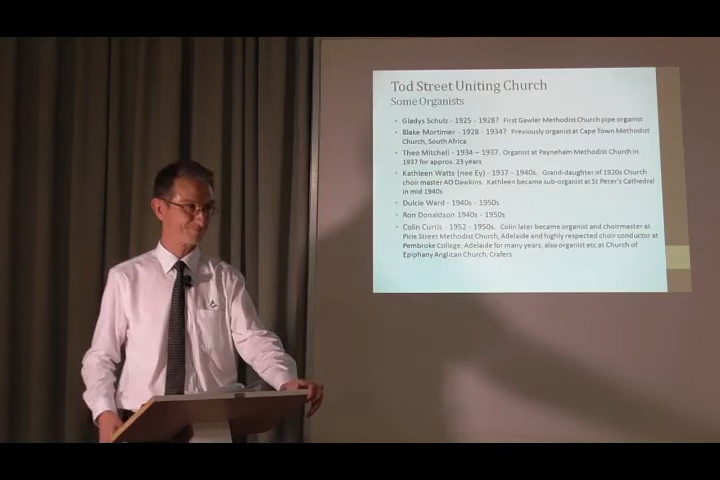 Tod Street Uniting Church
Some Organists
• Gladys Schulz - 1925 - 1928? First Gawler Methodist Church pipe organist
• Blake Mortimer - 1928 - 1934? Previously organist at Cape Town Methodist
Church, South Africa
• Theo Mitchell - 1934 – 1937. Organist at Payneham Methodist Church in
1937 for approx. 23 years
• Kathleen Watts (nee Ey) - 1937 - 1940s. Grand-daughter of 1920s Church
choir master AO Dawkins. Kathleen became sub-organist at St Peter's Cathedral
in mid 1940s
• Dulcie Ward - 1940s - 1950s
• Ron Donaldson 1940s - 1950s
• Colin Curtis - 1952 - 1950s. Colin later became organist and choirmaster at
Pirie Street Methodist Church, Adelaide and highly respected choir conductor at
Pembroke College, Adelaide for many years, also organist etc at Church of
Epiphany Anglican Church, Crafers